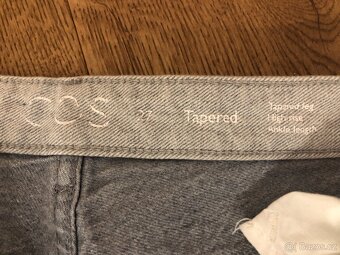 COS
27
Tapered
Tapered leg
High rise
Ankle length